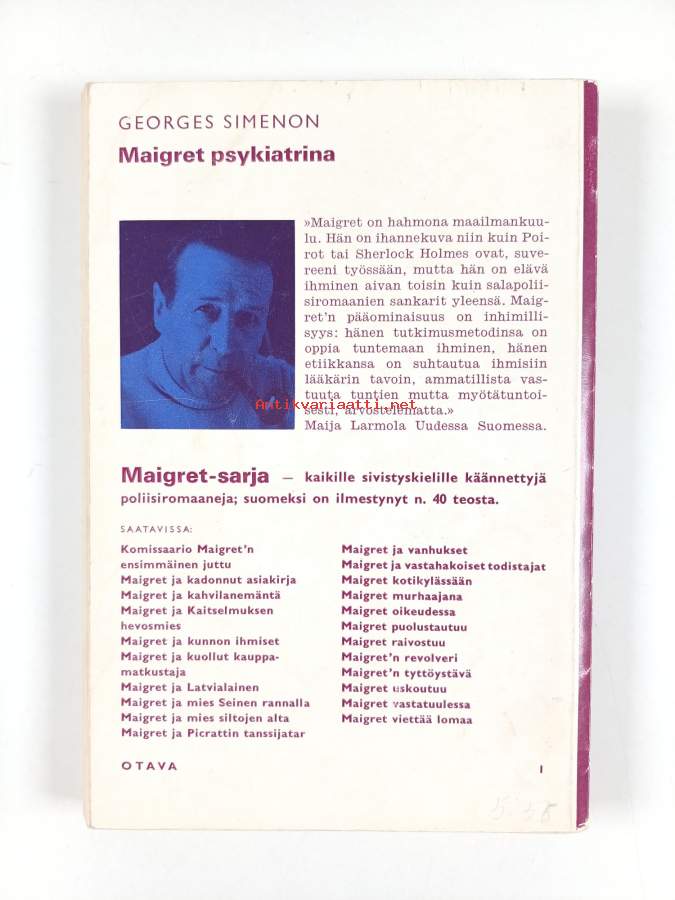 GEORGES SIMENON
Maigret psykiatrina
»Maigret on hahmona maailmankuu-
lu. Hän on ihannekuva niin kuin Poi-
rot tai Sherlock Holmes ovat, suve-
reeni työssään, mutta hän on elävä
ihminen aivan toisin kuin salapolii-
siromaanien sankarit yleensä. Maig-
ret'n pääominaisuus on inhimilli-
syys: hänen tutkimusmetodinsa on
oppia tuntemaan ihminen, hänen
etiikkansa on suhtautua ihmisiin
lääkärin tavoin, ammatillista vas-
tuuta tuntien mutta myötätuntoi-
Antikvariaatti.net
sesti, arvostelematta.»
Maija Larmola Uudessa Suomessa.
Maigret-sarja — kaikille sivistyskielille käännettyjä
poliisiromaaneja; suomeksi on ilmestynyt n. 40 teosta.
SAATAVISSA:
Komissaario Maigret'n
ensimmäinen juttu
Maigret ja kadonnut asiakirja
Maigret ja kahvilanemäntä
Maigret ja Kaitselmuksen
hevosmies
Maigret ja kunnon ihmiset
Maigret ja kuollut kauppa-
matkustaja
Maigret ja Latvialainen
Maigret ja mies Seinen rannalla
Maigret ja mies siltojen alta
Maigret ja Picrattin tanssijatar
Maigret ja vanhukset
Maigret ja vastahakoiset todistajat
Maigret kotikylässään
Maigret murhaajana
Maigret oikeudessa
Maigret puolustautuu
Maigret raivostuu
Maigret'n revolveri
Maigret'n tyttöystävä
Maigret uskoutuu
Maigret vastatuulessa
Maigret viettää lomaa
OTAVA
1